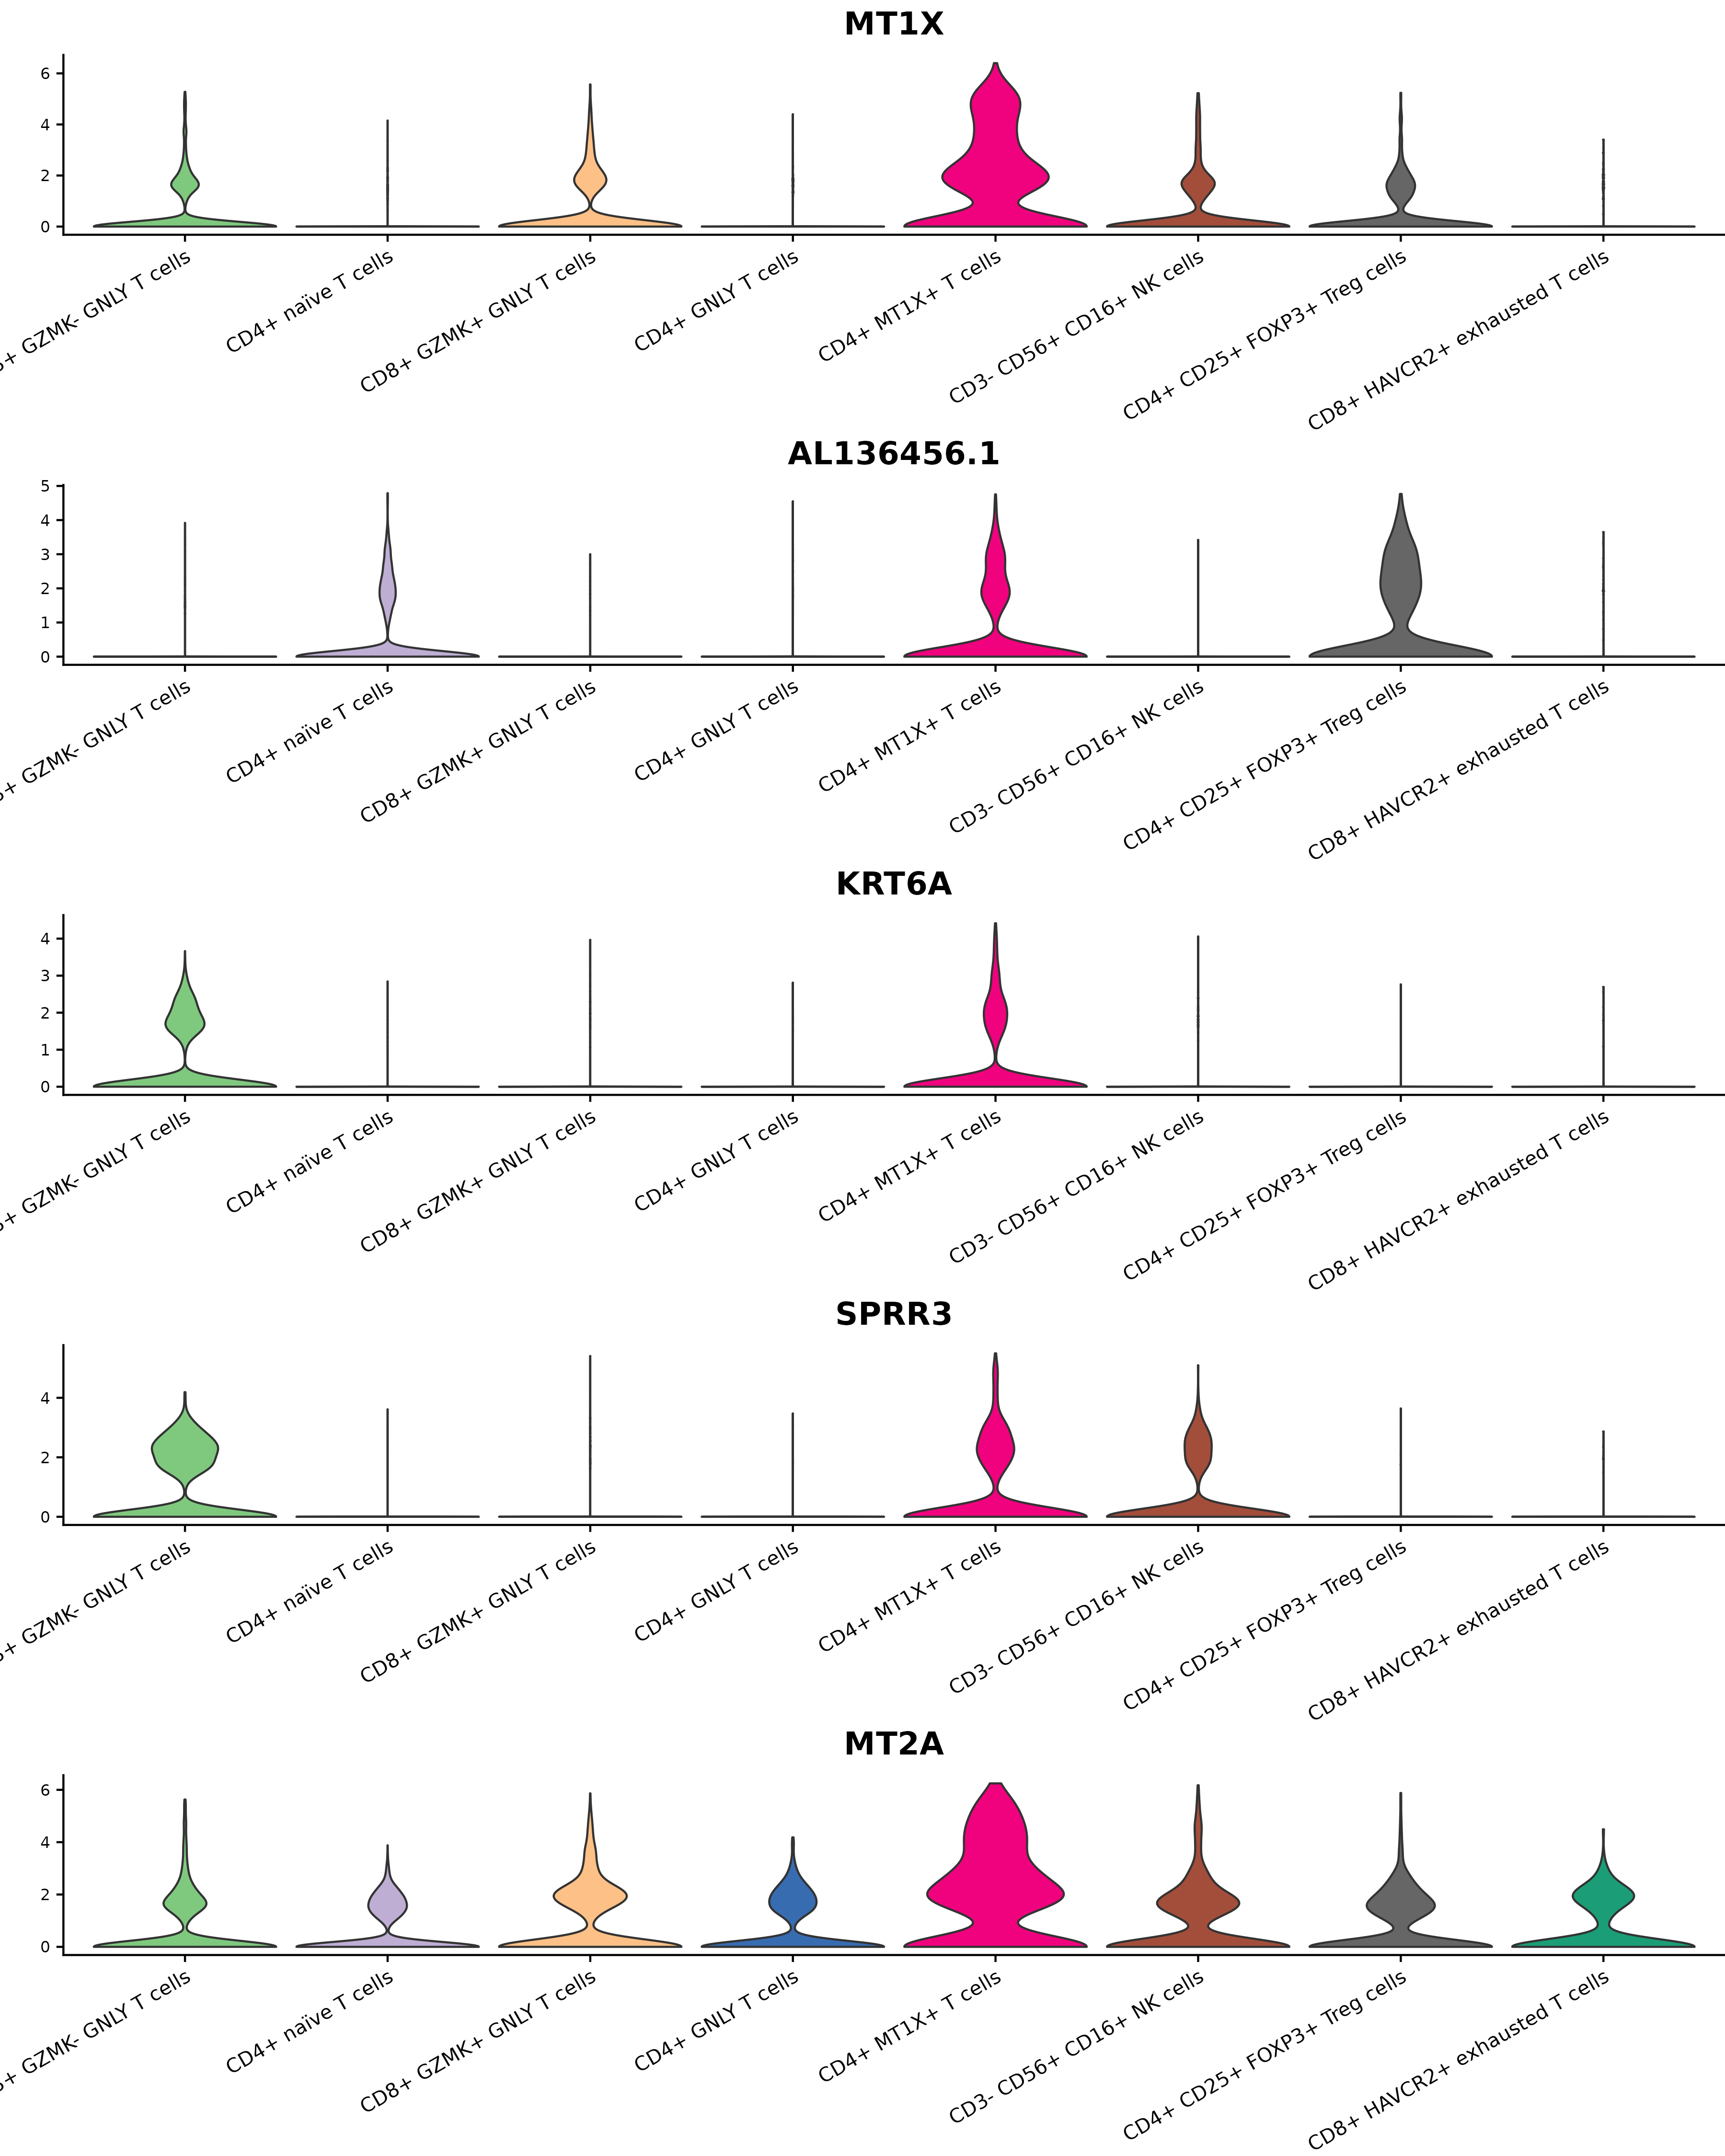 MT1X
6
4
2
0
+ GZMK- GNLY T cells
CD4+ naïve T cells
CD8+ GZMK+ GNLY T cells
CD4+ GNLY T cells
CD4+ MT1X+ T cells
CD3- CD56+ CD16+ NK cells
CD4+ CD25+ FOXP3+ Treg cells
CD8+ HAVCR2+ exhausted T cells
AL136456.1
5
4
3
2
1
0
+ GZMK- GNLY T cells
CD4+ naïve T cells
CD8+ GZMK+ GNLY T cells
CD4+ GNLY T cells
CD4+ MT1X+ T cells
CD3- CD56+ CD16+ NK cells
CD4+ CD25+ FOXP3+ Treg cells
CD8+ HAVCR2+ exhausted T cells
KRT6A
4
3
2
1
0
+ GZMK- GNLY T cells
CD4+ naïve T cells
CD8+ GZMK+ GNLY T cells
CD4+ GNLY T cells
CD4+ MT1X+ T cells
CD3- CD56+ CD16+ NK cells
CD4+ CD25+ FOXP3+ Treg cells
CD8+ HAVCR2+ exhausted T cells
SPRR3
4
2
0
+ GZMK- GNLY T cells
CD4+ naïve T cells
CD8+ GZMK+ GNLY T cells
CD4+ GNLY T cells
CD4+ MT1X+ T cells
CD3- CD56+ CD16+ NK cells
CD4+ CD25+ FOXP3+ Treg cells
CD8+ HAVCR2+ exhausted T cells
MT2A
6
4
2
0
+ GZMK- GNLY T cells
CD4+ naïve T cells
CD8+ GZMK+ GNLY T cells
CD4+ GNLY T cells
CD4+ MT1X+ T cells
CD3- CD56+ CD16+ NK cells
CD4+ CD25+ FOXP3+ Treg cells
CD8+ HAVCR2+ exhausted T cells